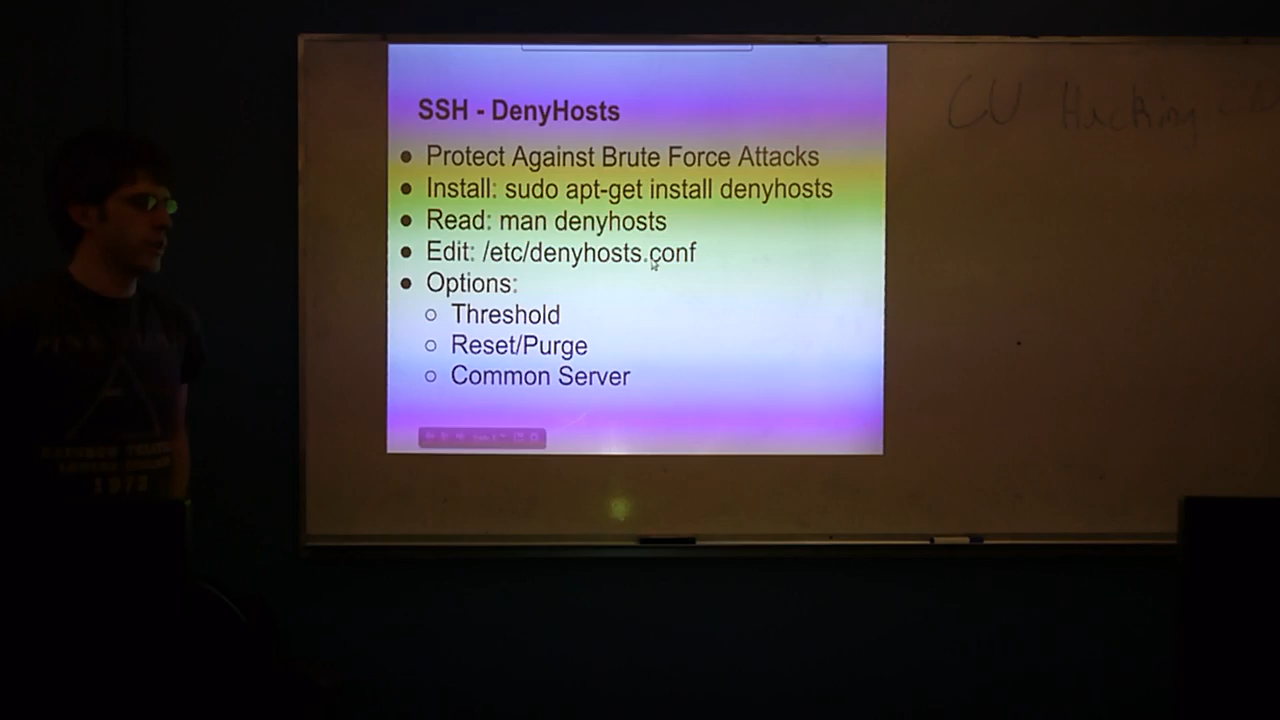 SSH - DenyHosts
● Protect Against Brute Force Attacks
● Install: sudo apt-get install denyhosts
● Read: man denyhosts
● Edit: /etc/denyhosts.conf
● Options:
○ Threshold
○ Reset/Purge
○ Common Server
CU Hacking
1973